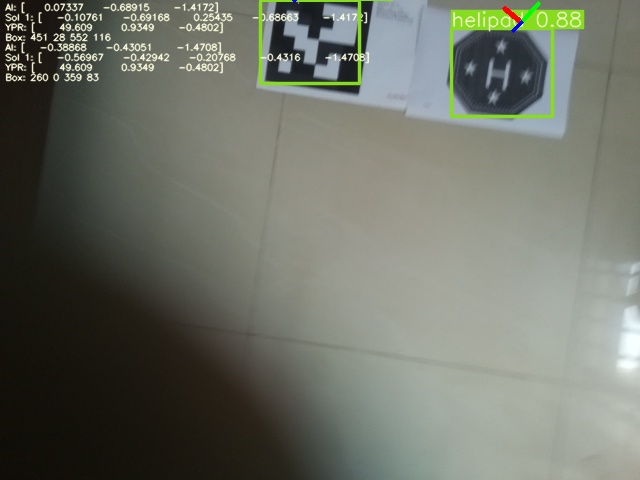 AI: [ 0.07337 -0.68915 -1.4172]
Sol 1: [ -0.10761 -0.69168 0.25435 -0.68663 -1.4172]
YPR: [ 49.609 0.9349 -0.4802]
Box: 451 28 552 116
AI: [ -0.38868 -0.43051 -1.4708]
Sol 1: [ -0.56967 -0.42942 -0.20768 -0.4316 -1.4708]
YPR: [ 49.609 0.9349 -0.4802]
Box: 260 0 359 83
helipad 0.88
H